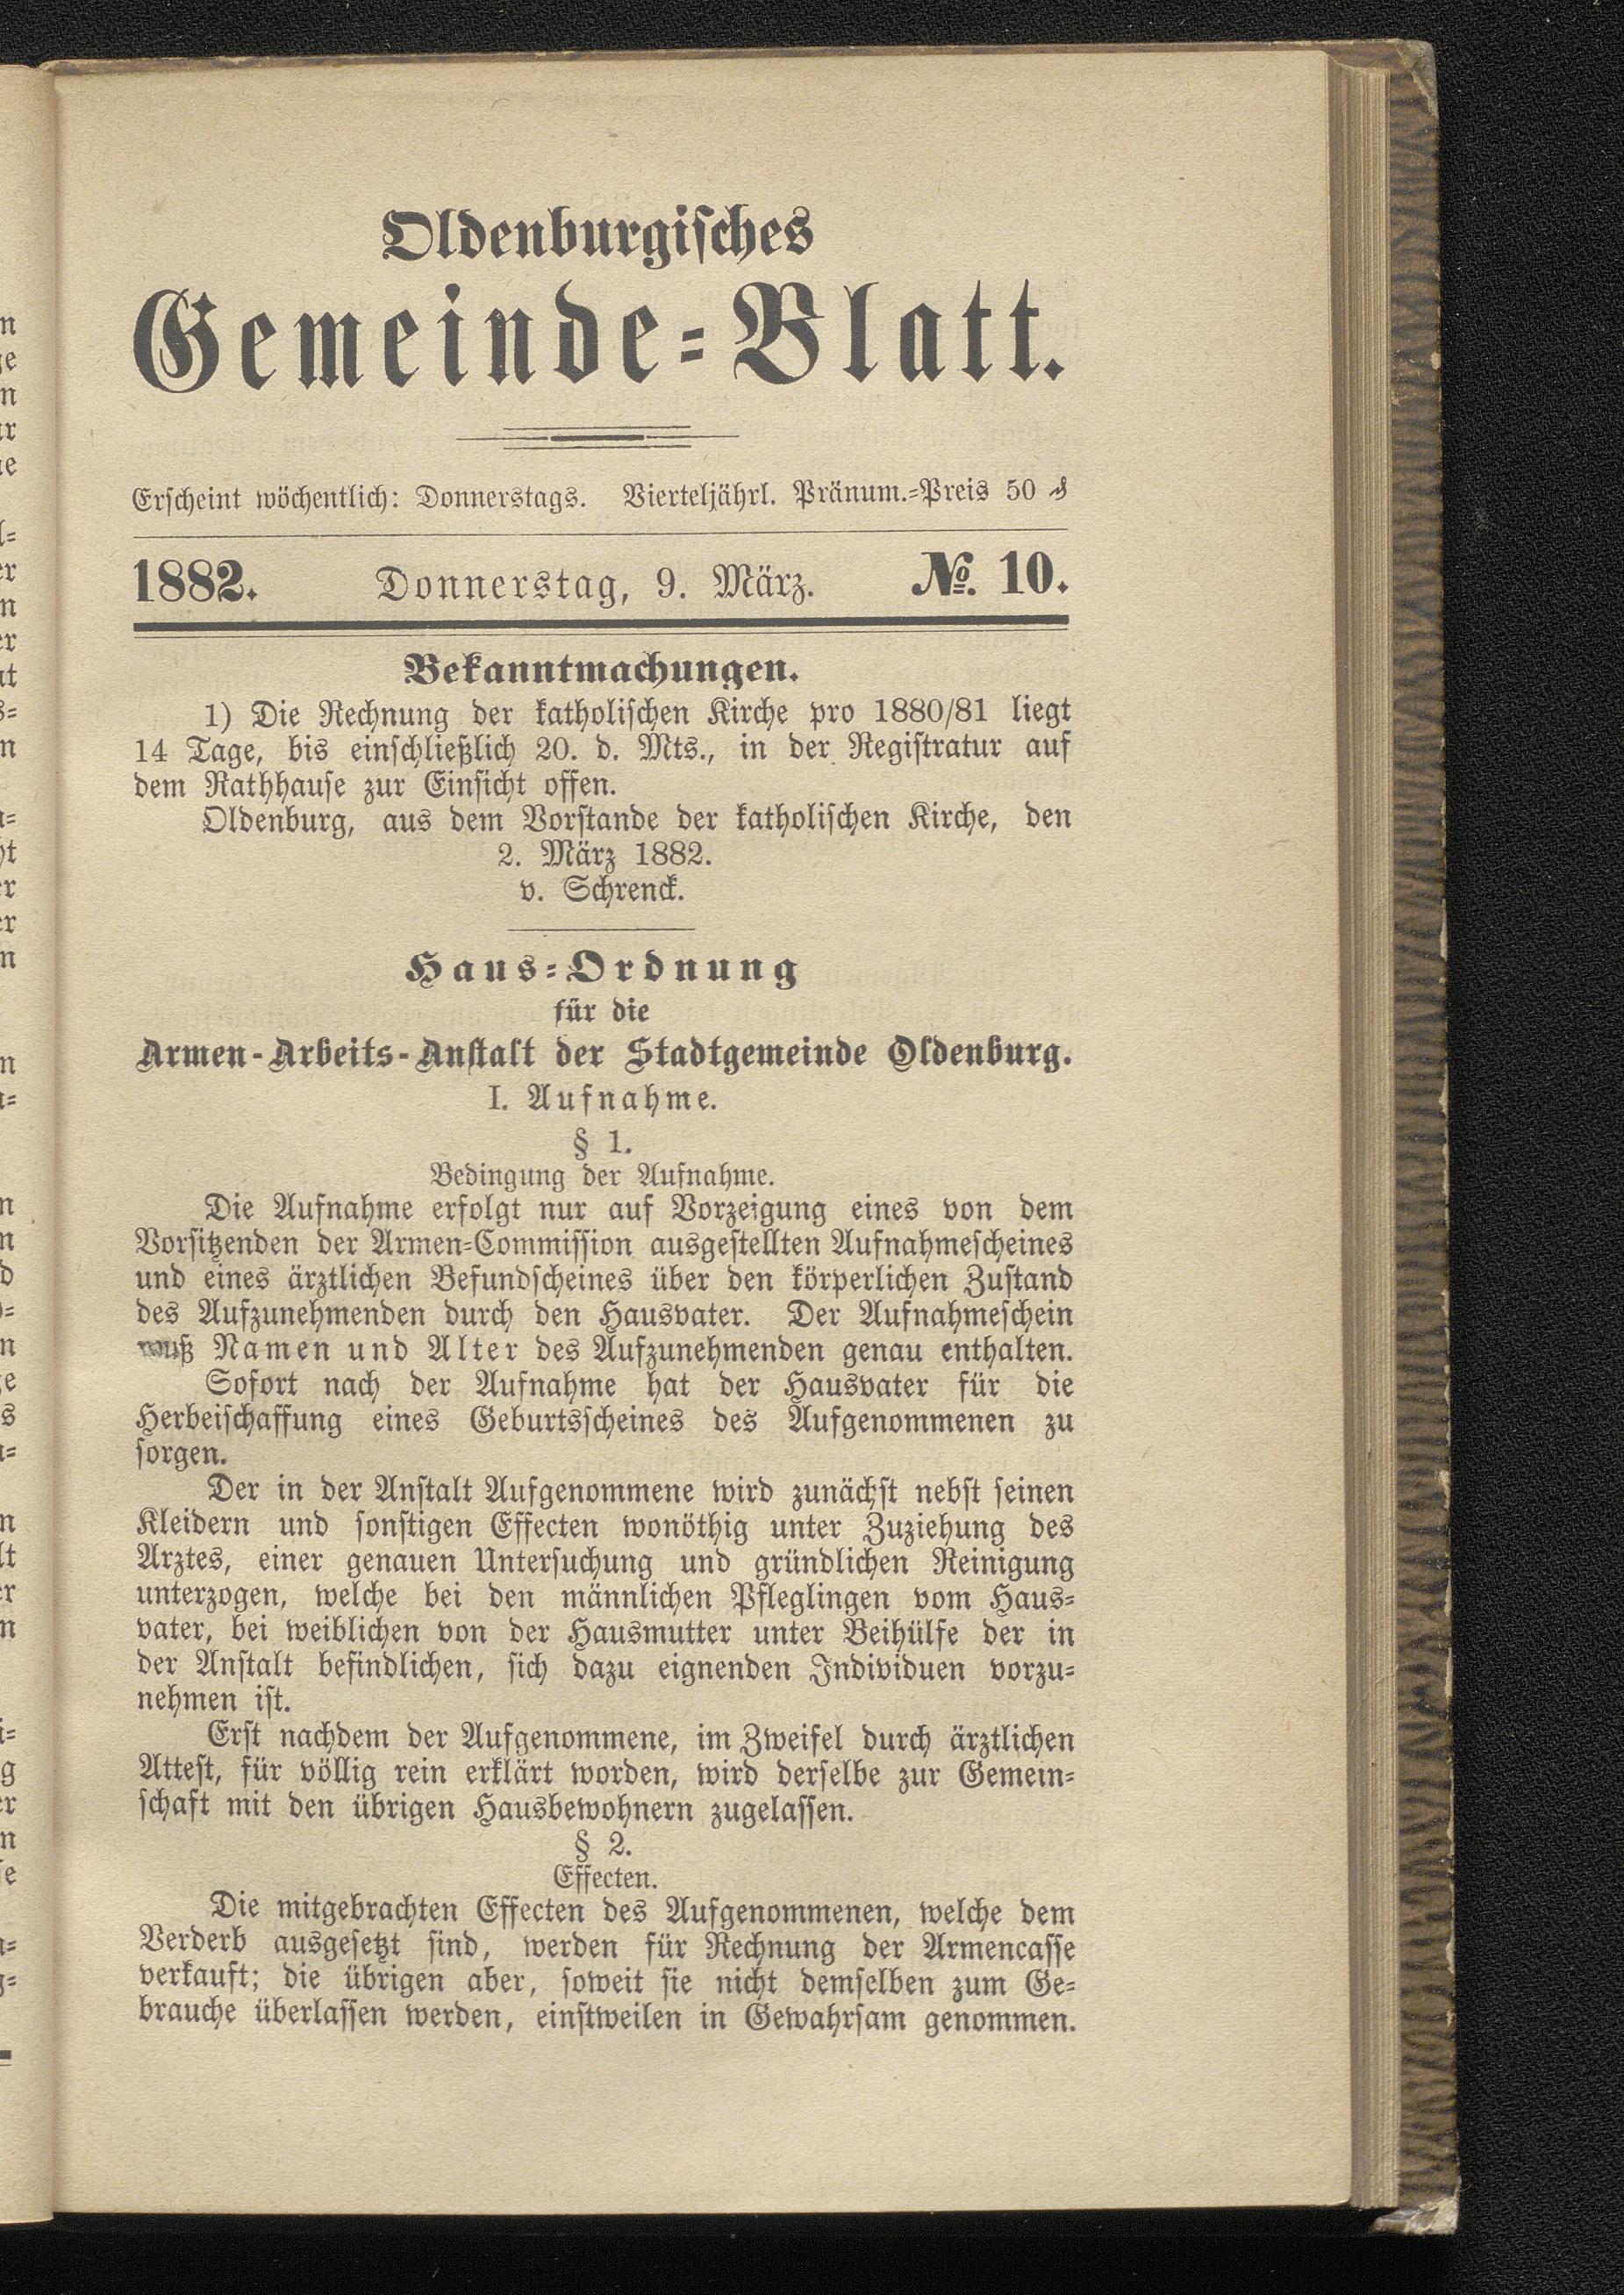 Oldenburgisches
Gemeinde-Blatt.
Erscheint wöchentlich: Donnerstags. Vierteljährl. Pränum.-Preis 50 ₰
1882. Donnerstag, 9. März. №. 10.
Bekanntmachungen.
1) Die Rechnung der katholischen Kirche pro 1880/81 liegt
14 Tage, bis einschließlich 20. d. Mts., in der Registratur auf
dem Rathhause zur Einsicht offen.
Oldenburg, aus dem Vorstande der katholischen Kirche, den
2. März 1882.
v. Schrenck.
Haus-Ordnung
für die
Armen-Arbeits-Anstalt der Stadtgemeinde Oldenburg.
I. Aufnahme.
§ 1.
Bedingung der Aufnahme.
Die Aufnahme erfolgt nur auf Vorzeigung eines von dem
Vorsitzenden der Armen-Commission ausgestellten Aufnahmescheines
und eines ärztlichen Befundscheines über den körperlichen Zustand
des Aufzunehmenden durch den Hausvater. Der Aufnahmeschein
muß Namen und Alter des Aufzunehmenden genau enthalten.
Sofort nach der Aufnahme hat der Hausvater für die
Herbeischaffung eines Geburtsscheines des Aufgenommenen zu
sorgen.
Der in der Anstalt Aufgenommene wird zunächst nebst seinen
Kleidern und sonstigen Effecten wonöthig unter Zuziehung des
Arztes, einer genauen Untersuchung und gründlichen Reinigung
unterzogen, welche bei den männlichen Pfleglingen vom Haus-
vater, bei weiblichen von der Hausmutter unter Beihülfe der in
der Anstalt befindlichen, sich dazu eignenden Individuen vorzu-
nehmen ist.
Erst nachdem der Aufgenommene, im Zweifel durch ärztlichen
Attest, für völlig rein erklärt worden, wird derselbe zur Gemein-
schaft mit den übrigen Hausbewohnern zugelassen.
§ 2.
Effecten.
Die mitgebrachten Effecten des Aufgenommenen, welche dem
Verderb ausgesetzt sind, werden für Rechnung der Armencasse
verkauft; die übrigen aber, soweit sie nicht demselben zum Ge-
brauche überlassen werden, einstweilen in Gewahrsam genommen.